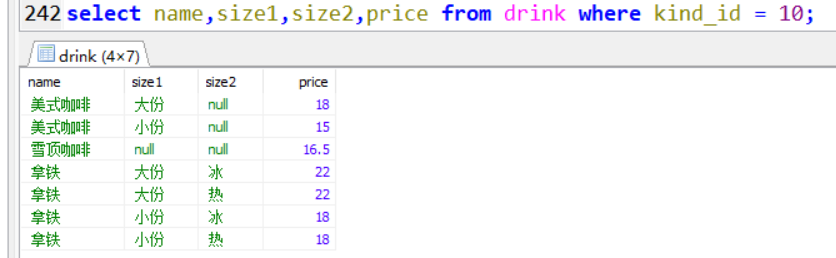 242 select name,size1,size2,price from drink where kind_id = 10;
drink (4×7)
name size1 size2 price
美式咖啡 大份 null 18
美式咖啡 小份 null 15
雪顶咖啡 null null 16.5
拿铁 大份 冰 22
拿铁 大份 热 22
拿铁 小份 冰 18
拿铁 小份 热 18